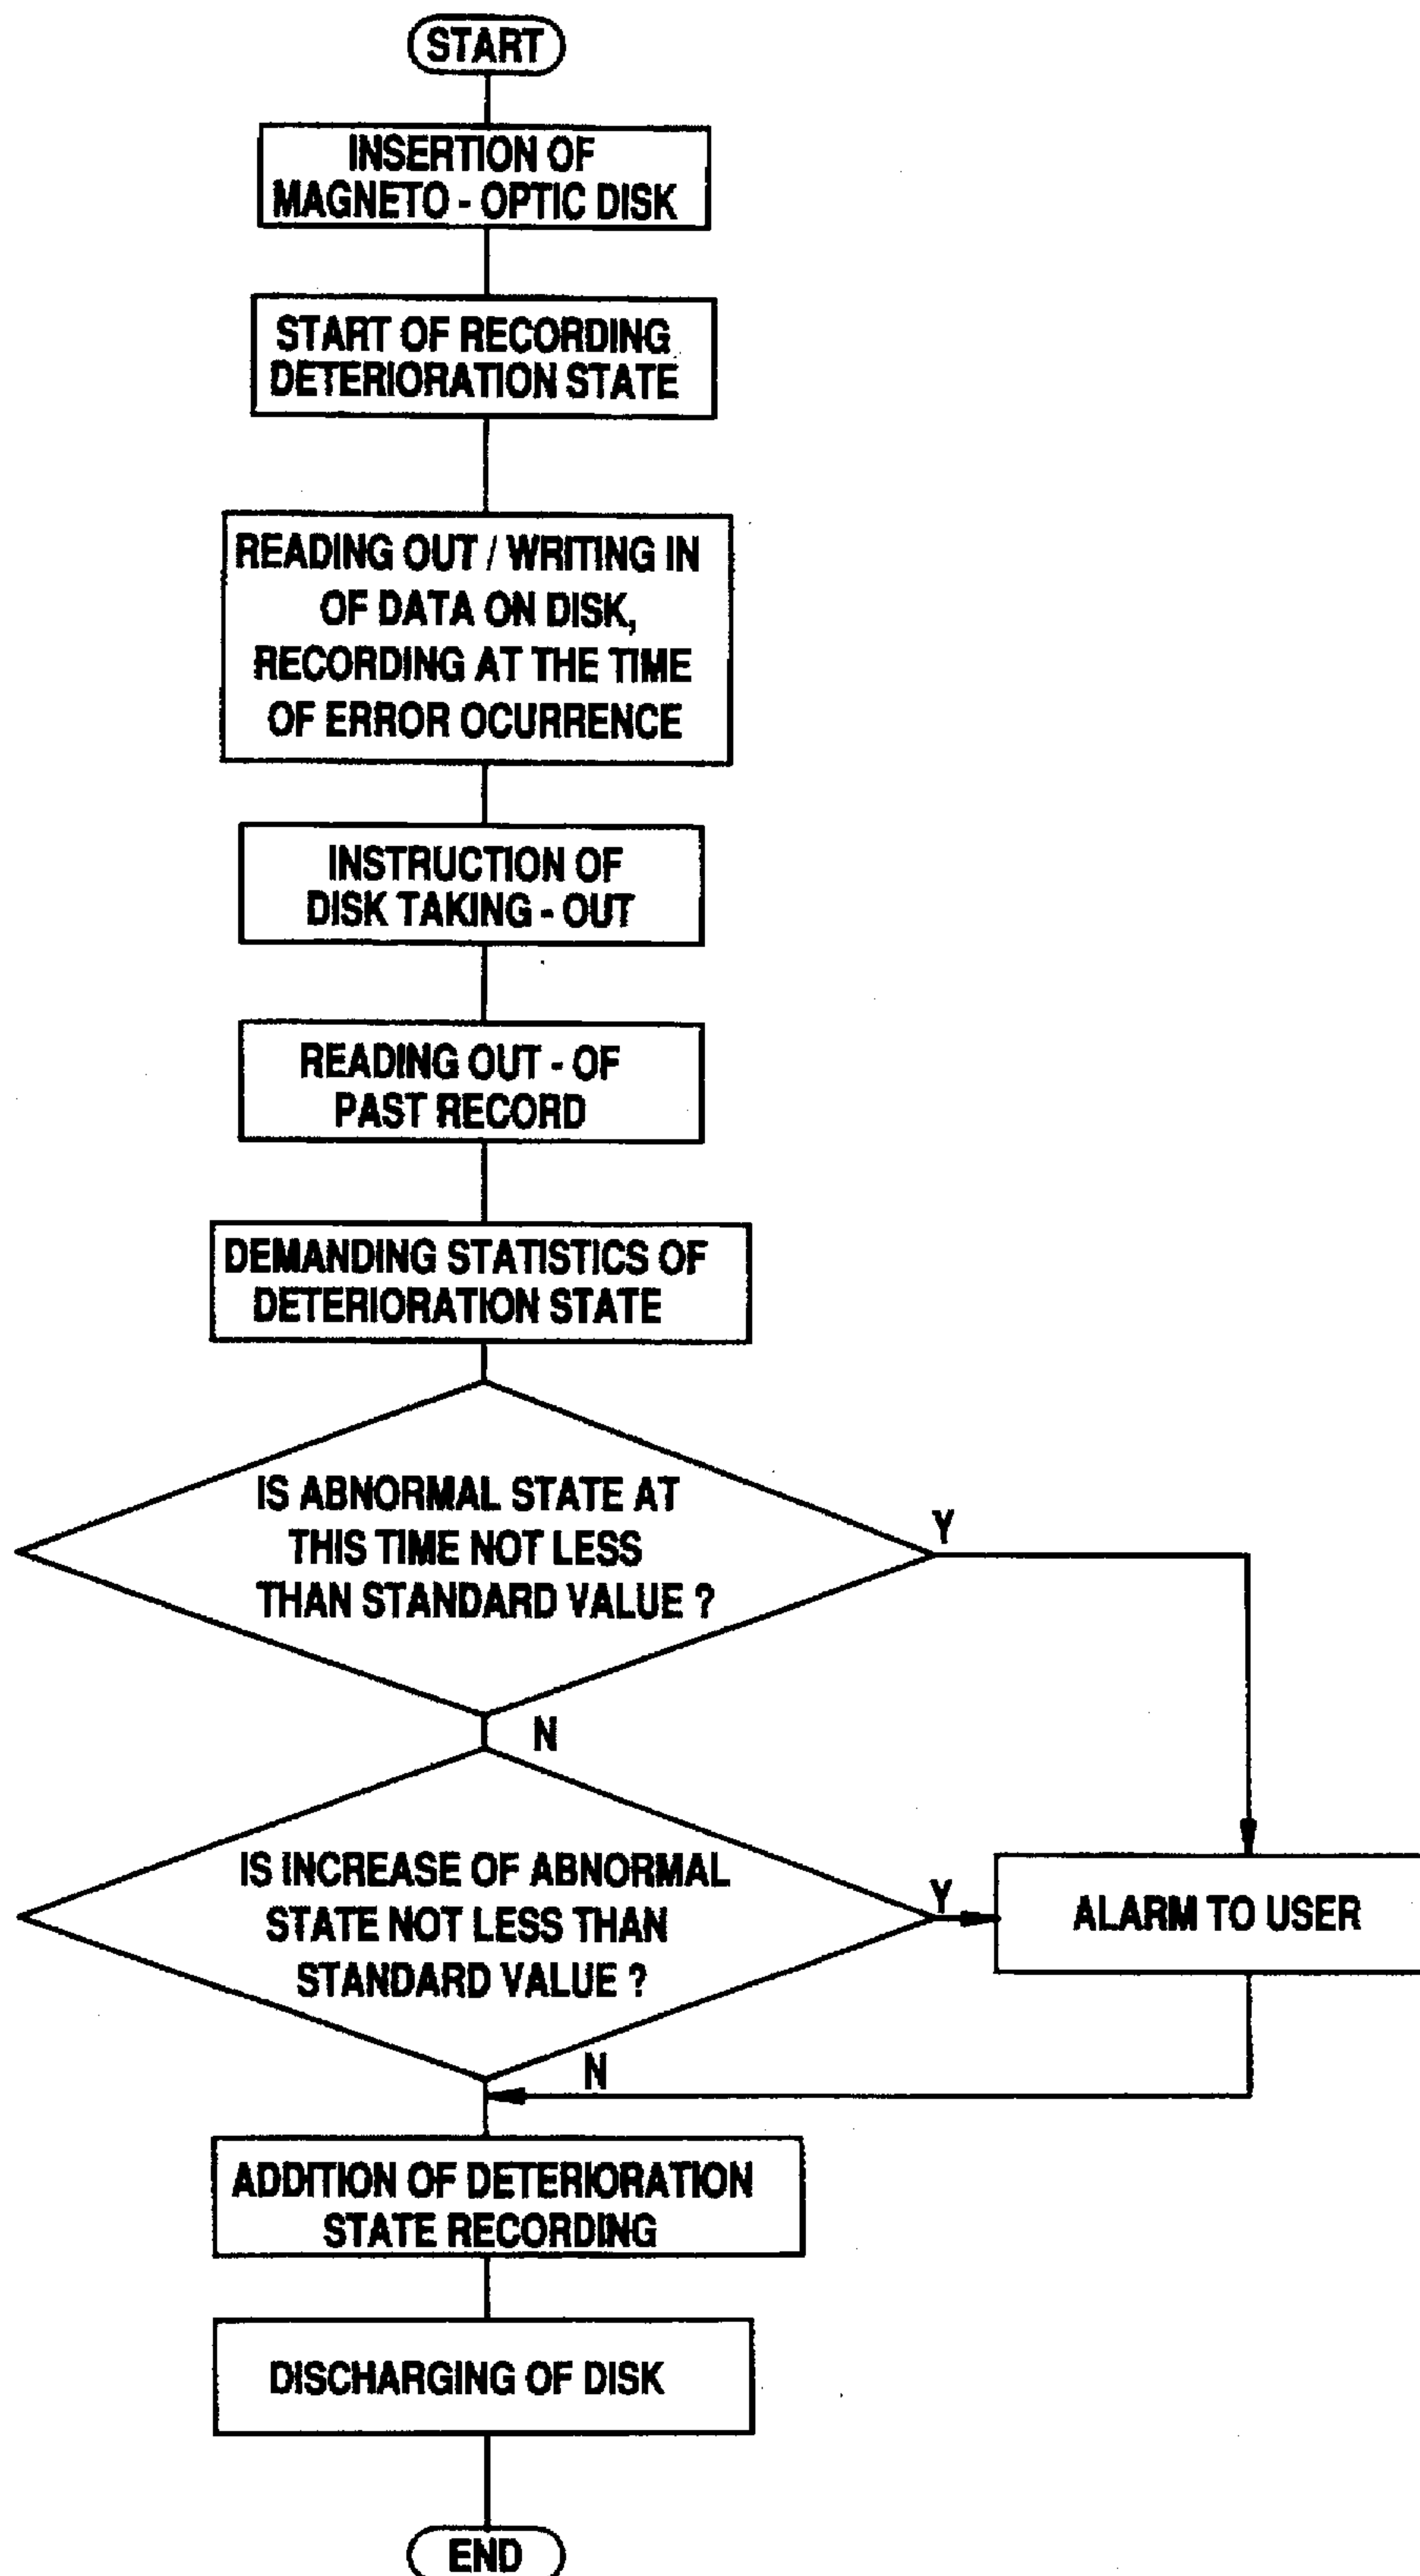 START
INSERTION OF
MAGNETO - OPTIC DISK
START OF RECORDING
DETERIORATION STATE
READING OUT / WRITING IN
OF DATA ON DISK,
RECORDING AT THE TIME
OF ERROR OCURRENCE
INSTRUCTION OF
DISK TAKING - OUT
READING OUT - OF
PAST RECORD
DEMANDING STATISTICS OF
DETERIORATION STATE
IS ABNORMAL STATE AT
THIS TIME NOT LESS
THAN STANDARD VALUE ?
Y
N
IS INCREASE OF ABNORMAL
STATE NOT LESS THAN
STANDARD VALUE ?
Y
ALARM TO USER
N
ADDITION OF DETERIORATION
STATE RECORDING
DISCHARGING OF DISK
END